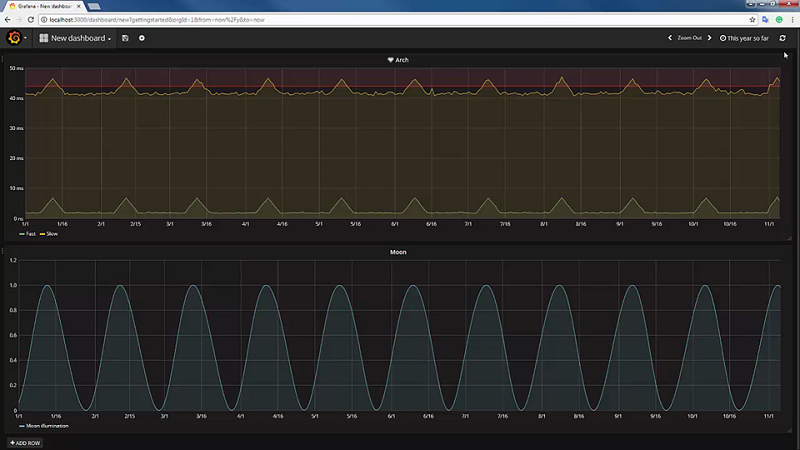 Grafana - New dashboa
localhost:3000/dashboard/new?gettingstarted&orgId=1&from=now%2Fy&to=now
New dashboard
Zoom Out
This year so far
Arch
50 ms
40 ms
30 ms
20 ms
10 ms
0 ns
1/1 1/16 2/1 2/15 3/1 3/16 4/1 4/16 5/1 5/16 6/1 6/16 7/1 7/16 8/1 8/16 9/1 9/16 10/1 10/16 11/1
Fast Slow
Moon
1.2
1.0
0.8
0.6
0.4
0.2
0
1/1 1/16 2/1 2/15 3/1 3/16 4/1 4/16 5/1 5/16 6/1 6/16 7/1 7/16 8/1 8/16 9/1 9/16 10/1 10/16 11/1
Moon illumination
ADD ROW